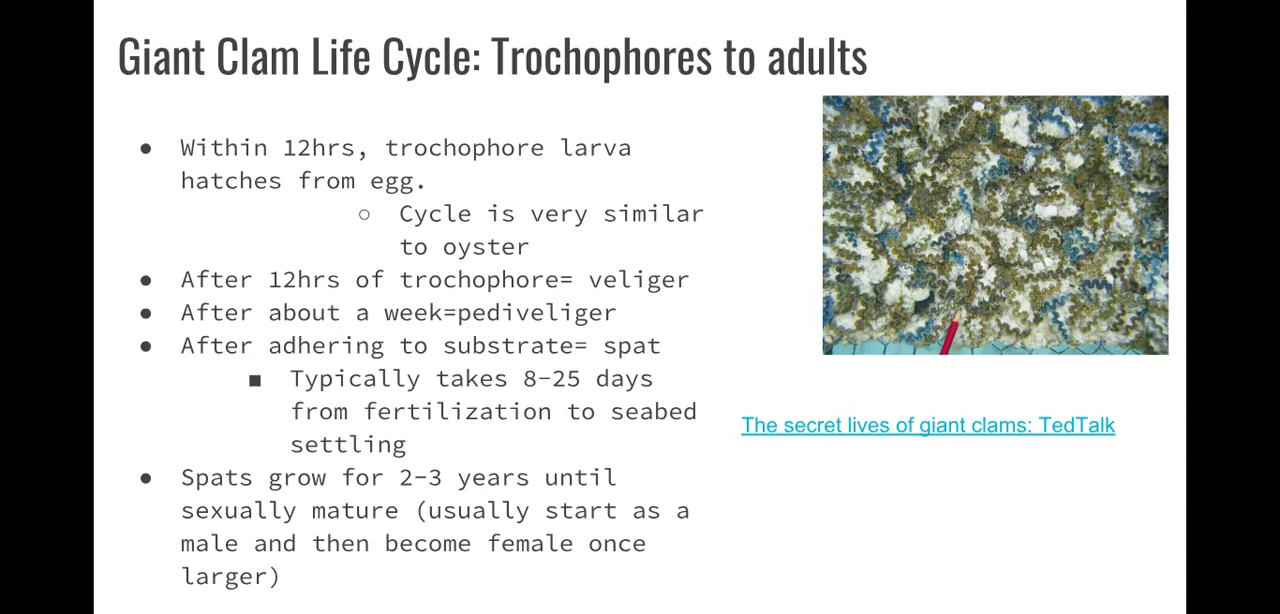 Giant Clam Life Cycle: Trochophores to adults
● Within 12hrs, trochophore larva
hatches from egg.
○ Cycle is very similar
to oyster
● After 12hrs of trochophore= veliger
● After about a week=pediveliger
● After adhering to substrate= spat
■ Typically takes 8-25 days
from fertilization to seabed
settling
● Spats grow for 2-3 years until
sexually mature (usually start as a
male and then become female once
larger)
The secret lives of giant clams: TedTalk